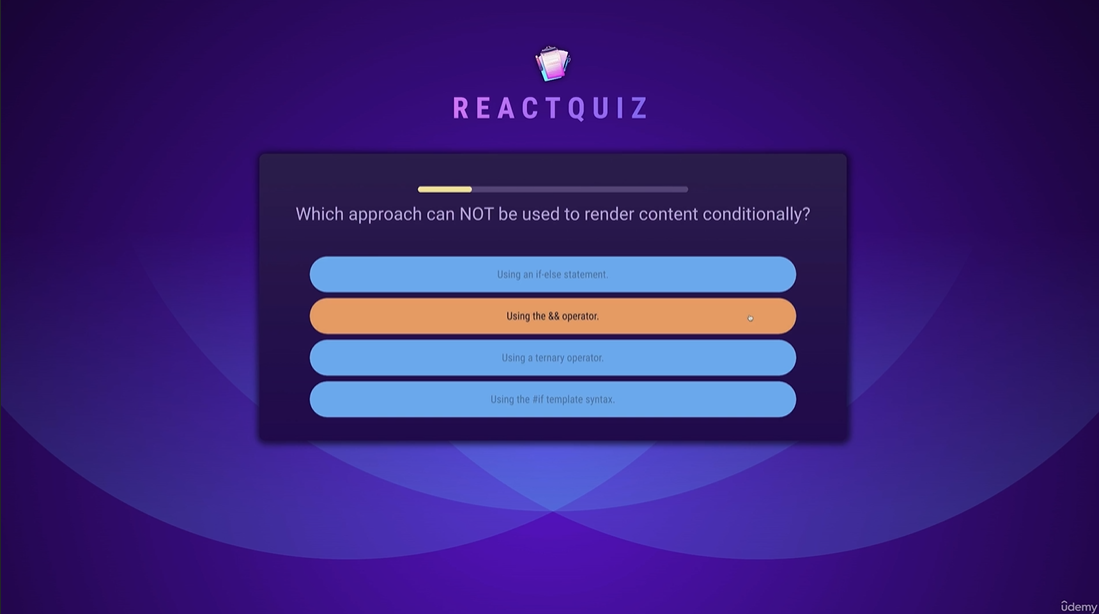 REACTQUIZ
Which approach can NOT be used to render content conditionally?
Using an if-else statement.
Using the && operator.
Using a ternary operator.
Using the #if template syntax.
ûdemy